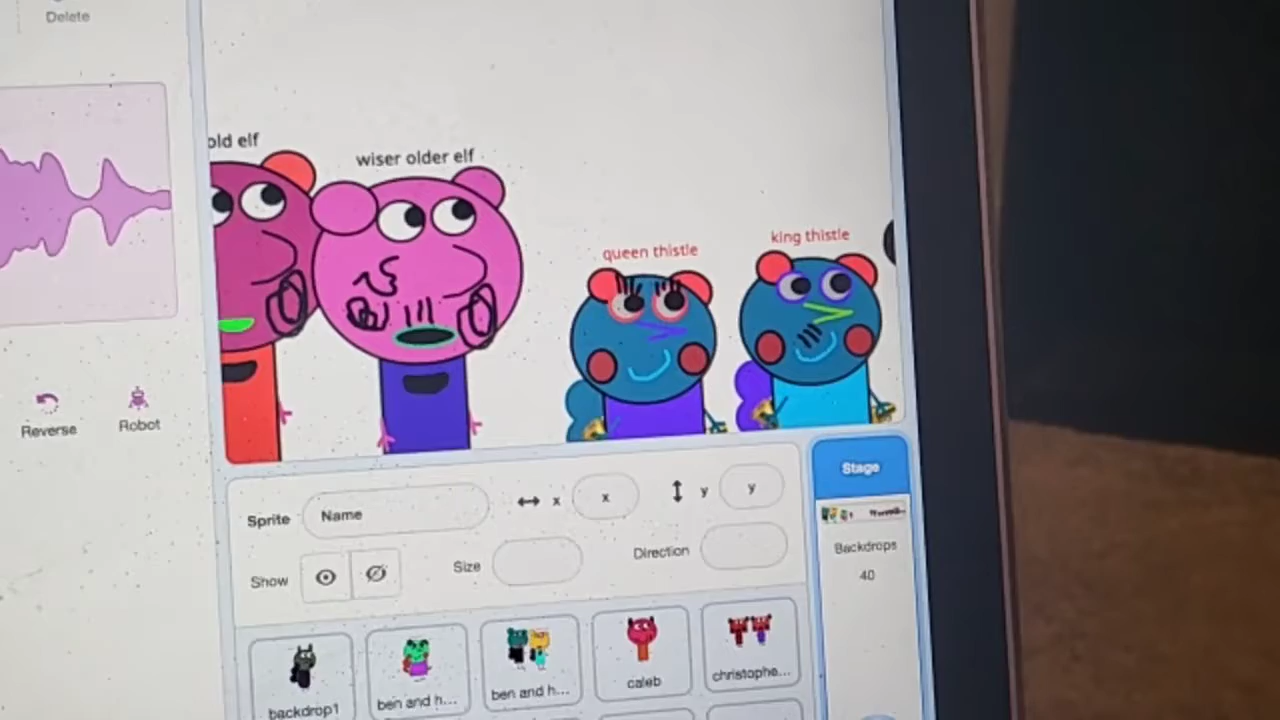 Delete
old elf
wiser older elf
queen thistle
king thistle
Reverse
Robot
Sprite
Name
x
x
y
y
Show
Size
Direction
Stage
Backdrops
40
backdrop1
ben and h...
ben and h...
caleb
christophe...